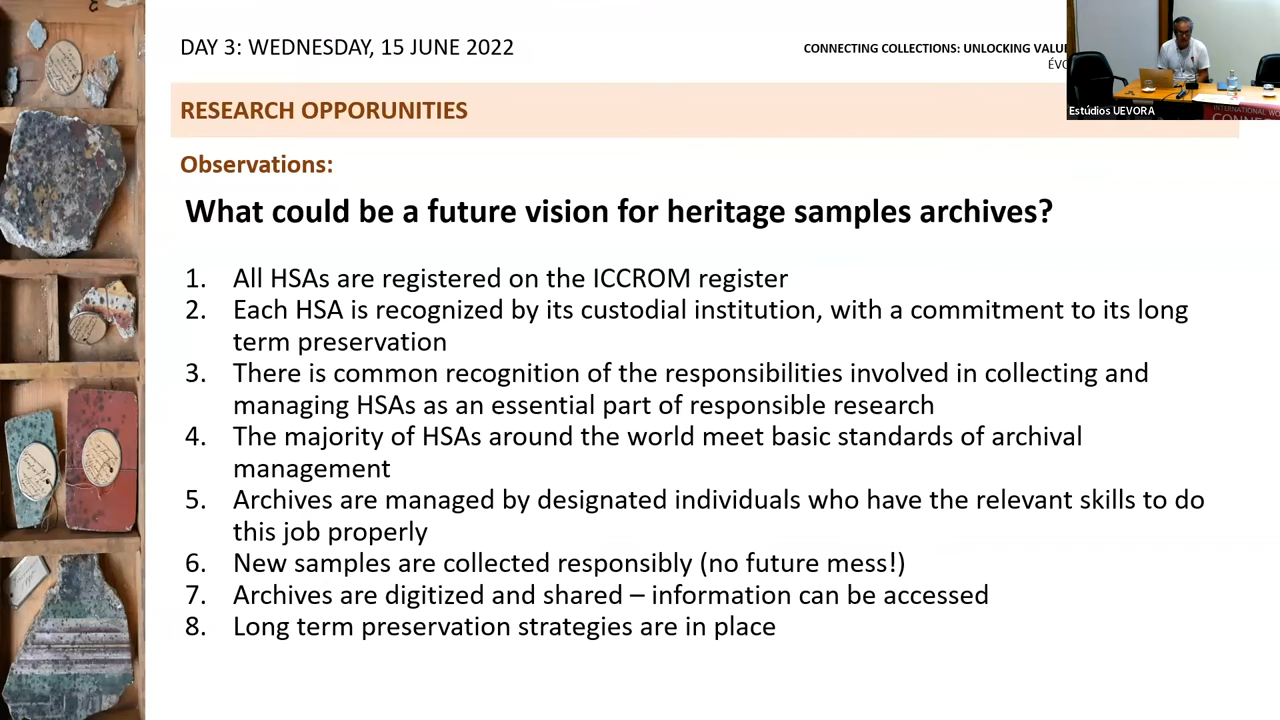 DAY 3: WEDNESDAY, 15 JUNE 2022
CONNECTING COLLECTIONS: UNLOCKING
Estúdios UEVORA
RESEARCH OPPORUNITIES
Observations:
What could be a future vision for heritage samples archives?
1. All HSAs are registered on the ICCROM register
2. Each HSA is recognized by its custodial institution, with a commitment to its long
term preservation
3. There is common recognition of the responsibilities involved in collecting and
managing HSAs as an essential part of responsible research
4. The majority of HSAs around the world meet basic standards of archival
management
5. Archives are managed by designated individuals who have the relevant skills to do
this job properly
6. New samples are collected responsibly (no future mess!)
7. Archives are digitized and shared – information can be accessed
8. Long term preservation strategies are in place